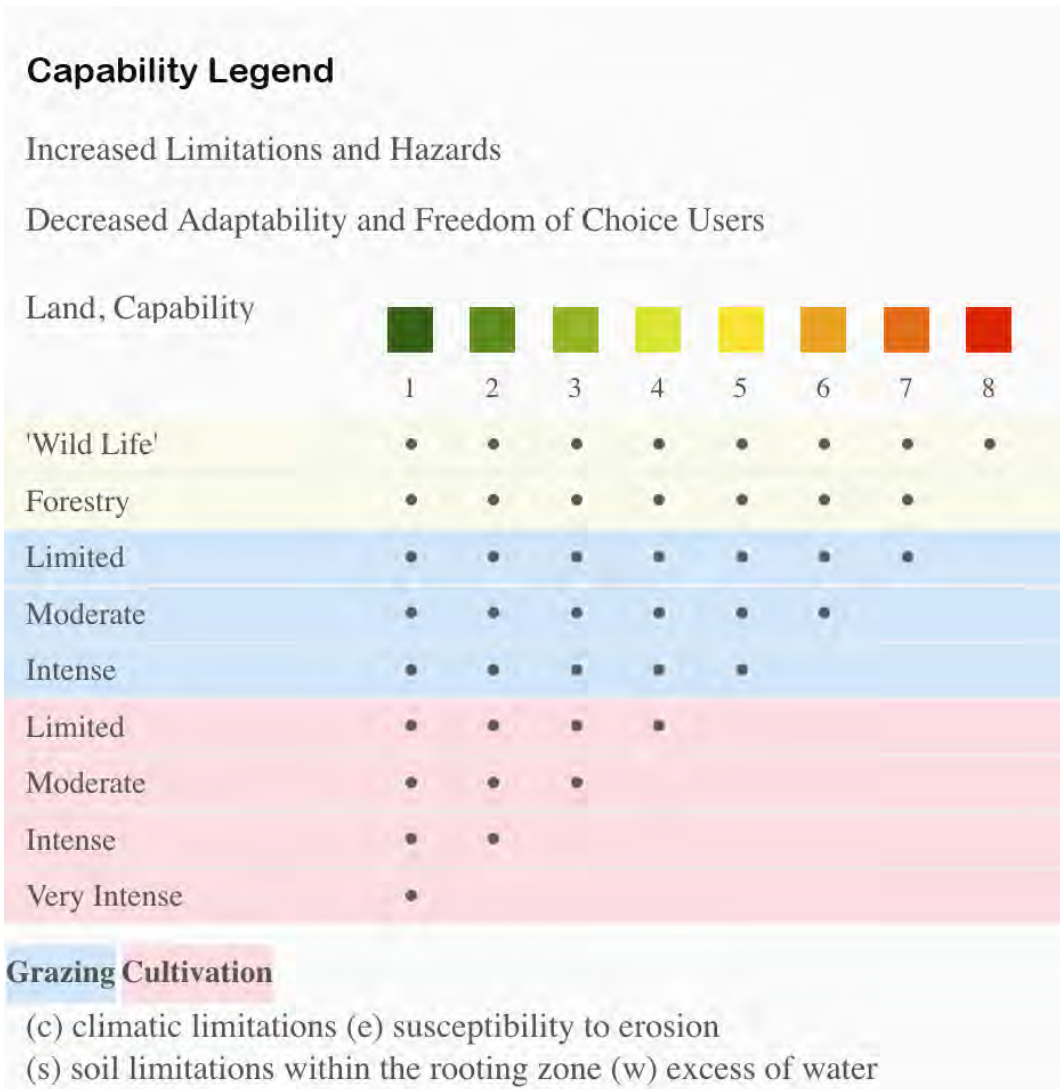 Capability Legend
Increased Limitations and Hazards
Decreased Adaptability and Freedom of Choice Users
Land, Capability
1 2 3 4 5 6 7 8
'Wild Life'
Forestry
Limited
Moderate
Intense
Limited
Moderate
Intense
Very Intense
Grazing Cultivation
(c) climatic limitations (e) susceptibility to erosion
(s) soil limitations within the rooting zone (w) excess of water